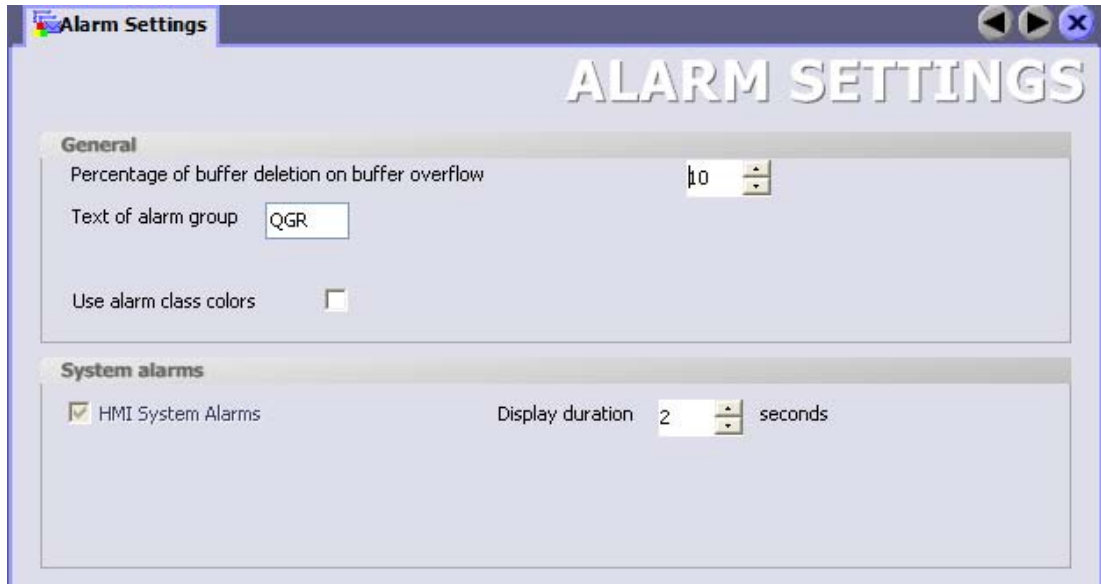 Alarm Settings
ALARM SETTINGS
General
Percentage of buffer deletion on buffer overflow 10
Text of alarm group QGR
Use alarm class colors
System alarms
HMI System Alarms Display duration 2 seconds